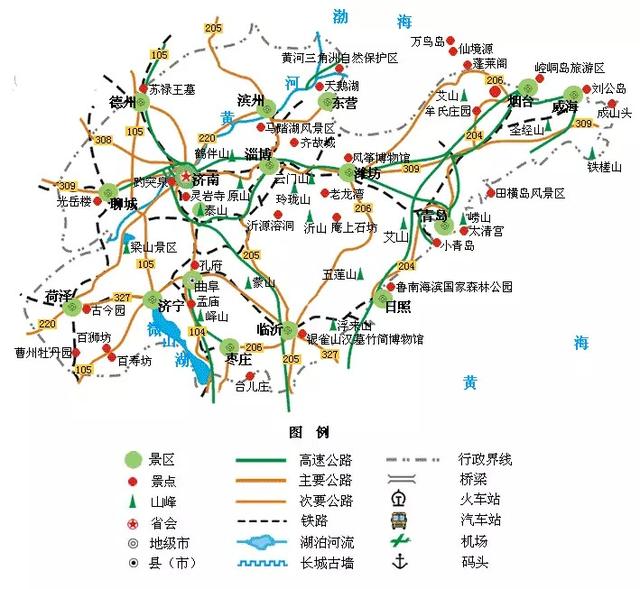 渤 海
205
万鸟岛
仙境源
黄河三角洲自然保护区
蓬莱阁
105
苏禄王墓
河
天鹅湖
206
崆峒岛旅游区
德州
滨州
东营
艾山
烟台
威海
刘公岛
牟氏庄园
成山头
黄
马踏湖风景区
圣经山
309
105
308
220
齐故城
204
鹤伴山
淄博
风筝博物馆
铁槎山
趵突泉
济南
云门山
潍坊
309
309
灵岩寺
原山
玲珑山
老龙湾
田横岛风景区
光岳楼
聊城
泰山
沂源溶洞
沂山
庵上石坊
青岛
崂山
太清宫
艾山
小青岛
梁山景区
205
105
孔府
206
五莲山
204
曲阜
蒙山
鲁南海滨国家森林公园
菏泽
327
济宁
孟庙
日照
古今园
峄山
220
微山湖
104
临沂
浮来山
百狮坊
银雀山汉墓竹简博物馆
曹州牡丹园
百寿坊
206
327
105
枣庄
205
台儿庄
黄
海
图 例
景区
高速公路
行政界线
景点
主要公路
桥梁
山峰
次要公路
火车站
省会
铁路
汽车站
地级市
湖泊河流
机场
县（市）
长城古墙
码头